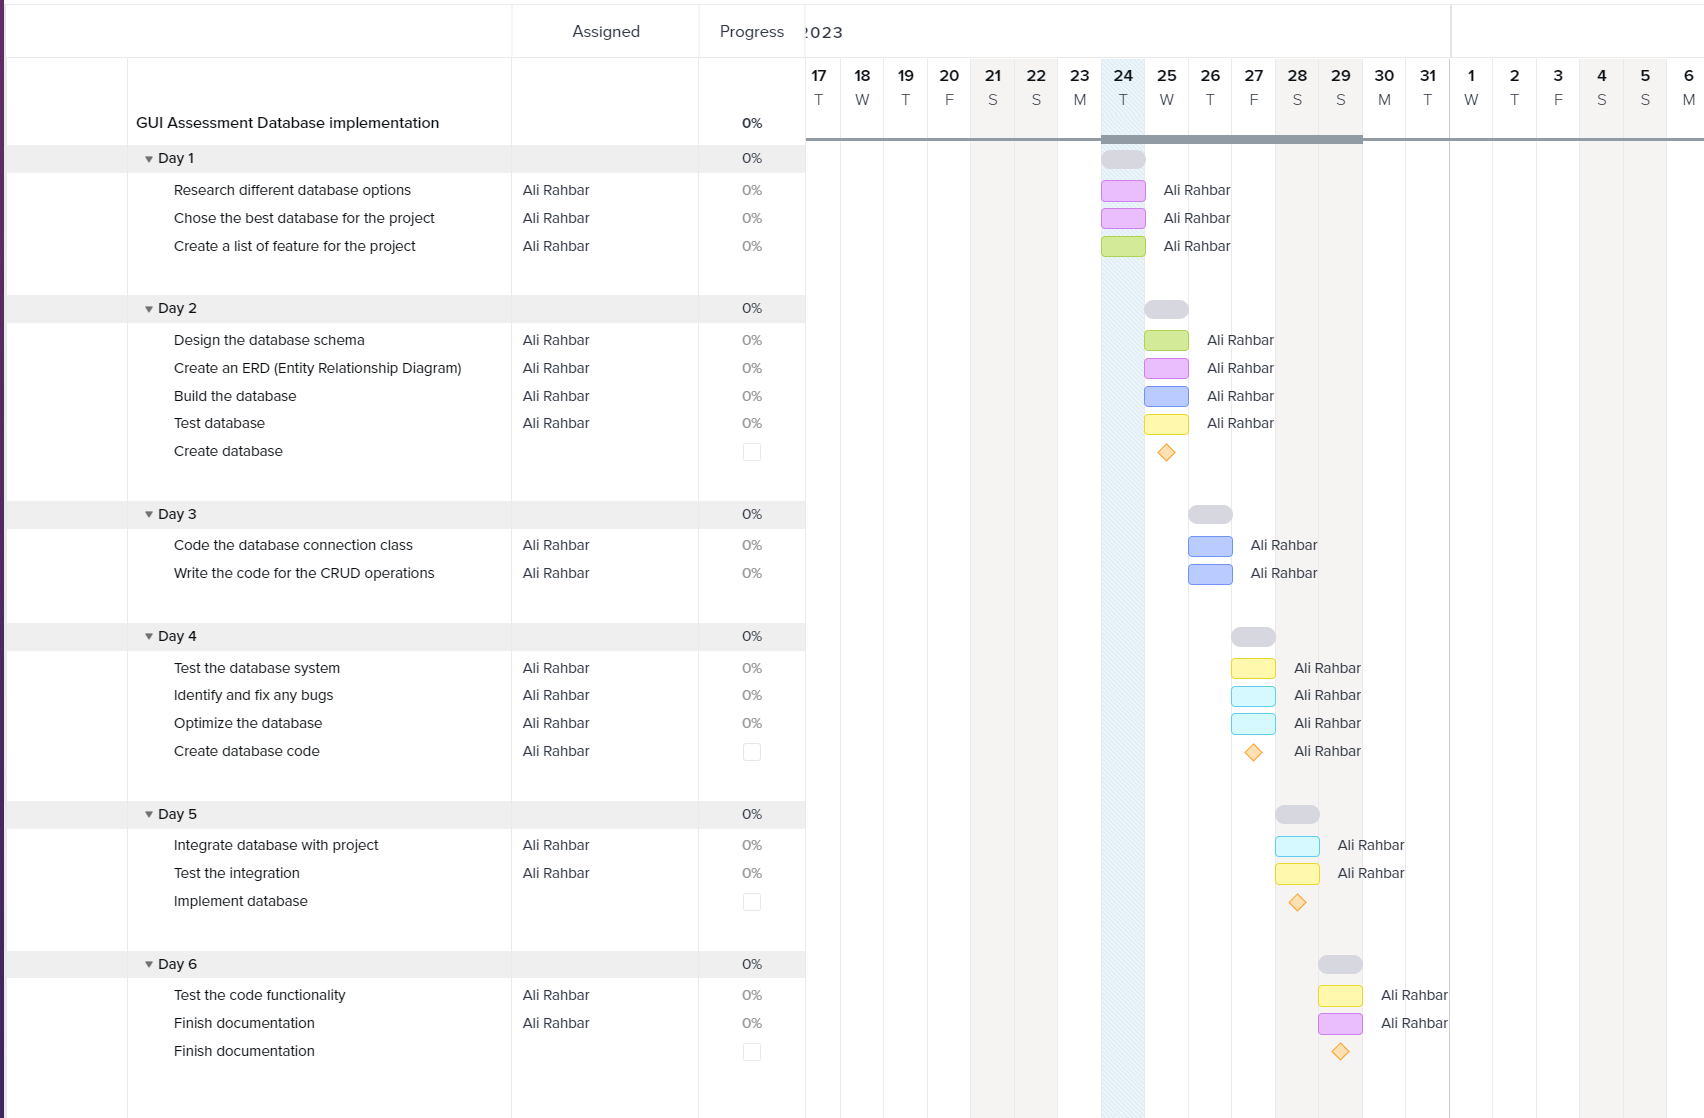 Assigned Progress 2023
17 18 19 20 21 22 23 24 25 26 27 28 29 30 31 1 2 3 4 5 6
T W T F S S M T W T F S S M T W T F S S M
GUI Assessment Database implementation 0%
Day 1 0%
Research different database options Ali Rahbar 0% Ali Rahbar
Chose the best database for the project Ali Rahbar 0% Ali Rahbar
Create a list of feature for the project Ali Rahbar 0% Ali Rahbar
Day 2 0%
Design the database schema Ali Rahbar 0% Ali Rahbar
Create an ERD (Entity Relationship Diagram) Ali Rahbar 0% Ali Rahbar
Build the database Ali Rahbar 0% Ali Rahbar
Test database Ali Rahbar 0% Ali Rahbar
Create database
Day 3 0%
Code the database connection class Ali Rahbar 0% Ali Rahbar
Write the code for the CRUD operations Ali Rahbar 0% Ali Rahbar
Day 4 0%
Test the database system Ali Rahbar 0% Ali Rahbar
Identify and fix any bugs Ali Rahbar 0% Ali Rahbar
Optimize the database Ali Rahbar 0% Ali Rahbar
Create database code Ali Rahbar Ali Rahbar
Day 5 0%
Integrate database with project Ali Rahbar 0% Ali Rahbar
Test the integration Ali Rahbar 0% Ali Rahbar
Implement database
Day 6 0%
Test the code functionality Ali Rahbar 0% Ali Rahbar
Finish documentation Ali Rahbar 0% Ali Rahbar
Finish documentation